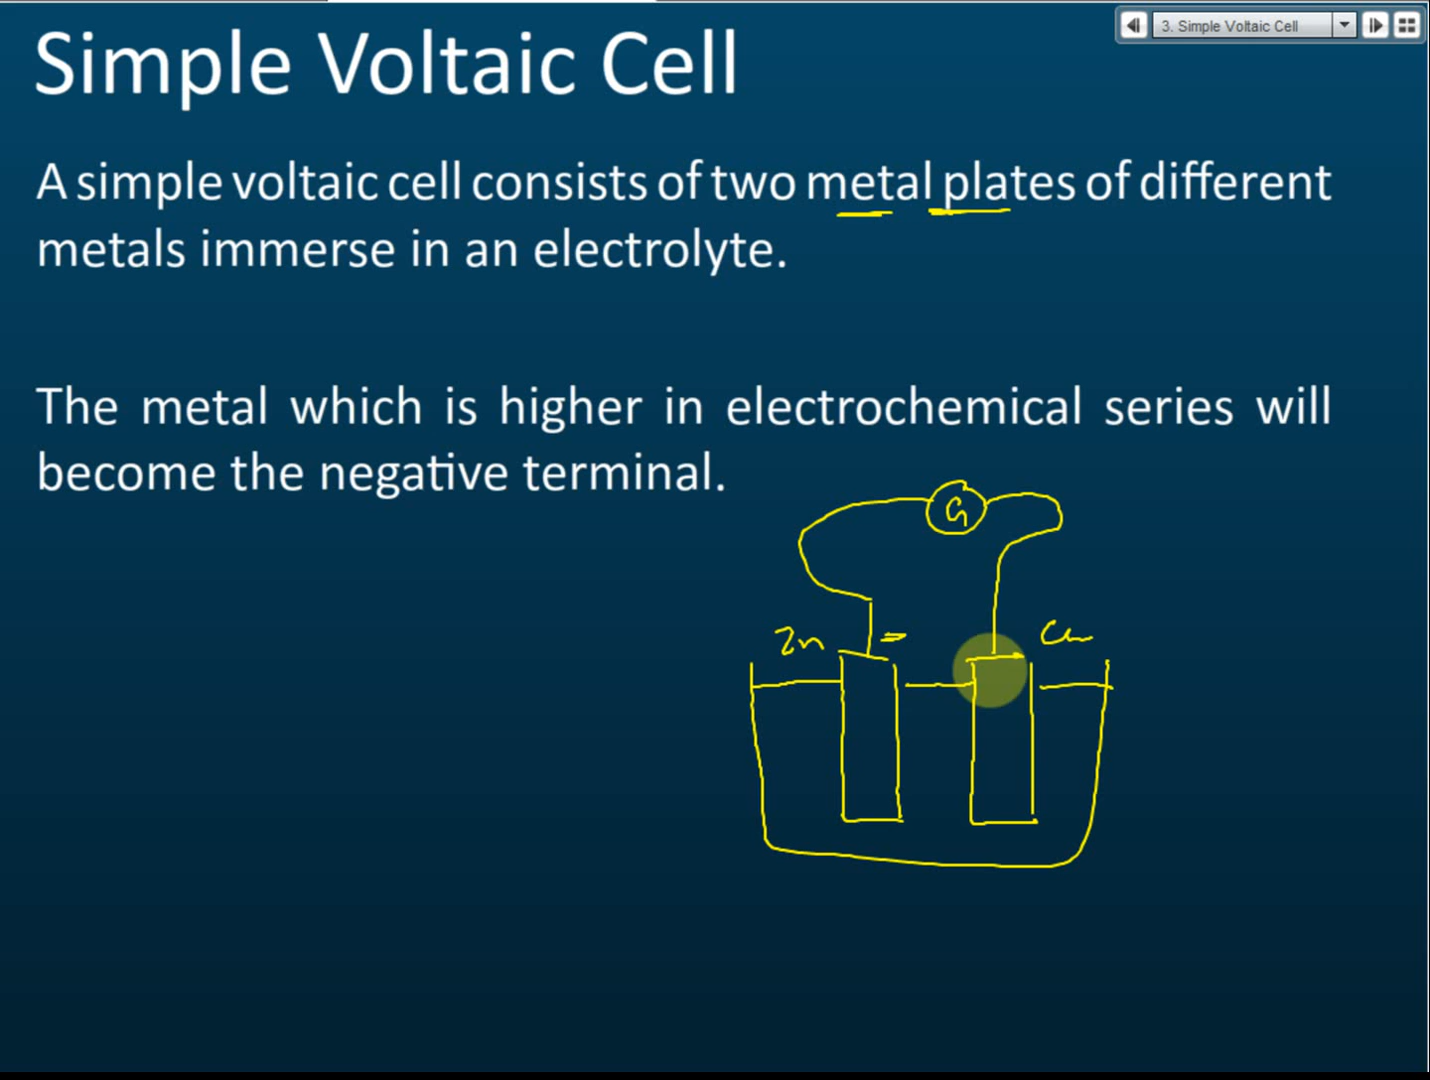 3. Simple Voltaic Cell
Simple Voltaic Cell
A simple voltaic cell consists of two metal plates of different
metals immerse in an electrolyte.
The metal which is higher in electrochemical series will
become the negative terminal.
G
Zn
Cu